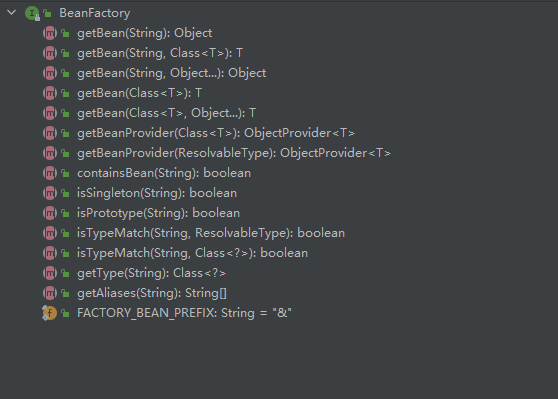 BeanFactory
getBean(String): Object
getBean(String, Class<T>): T
getBean(String, Object...): Object
getBean(Class<T>): T
getBean(Class<T>, Object...): T
getBeanProvider(Class<T>): ObjectProvider<T>
getBeanProvider(ResolvableType): ObjectProvider<T>
containsBean(String): boolean
isSingleton(String): boolean
isPrototype(String): boolean
isTypeMatch(String, ResolvableType): boolean
isTypeMatch(String, Class<?>): boolean
getType(String): Class<?>
getAliases(String): String[]
FACTORY_BEAN_PREFIX: String = "&"